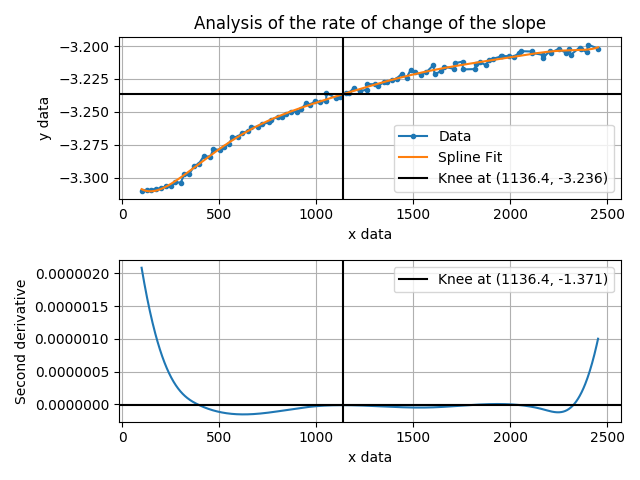 Analysis of the rate of change of the slope
−3.200
−3.225
−3.250
−3.275
−3.300
y data
Data
Spline Fit
Knee at (1136.4, -3.236)
0 500 1000 1500 2000 2500
x data
0.0000020
0.0000015
0.0000010
0.0000005
0.0000000
Second derivative
Knee at (1136.4, -1.371)
0 500 1000 1500 2000 2500
x data